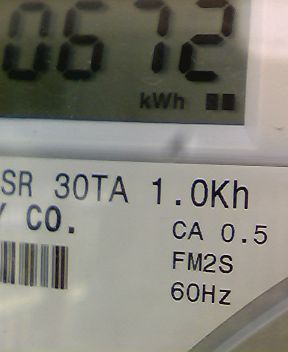 0672
kWh
SR 30TA 1.0Kh
Y CO.
CA 0.5
FM2S
60Hz